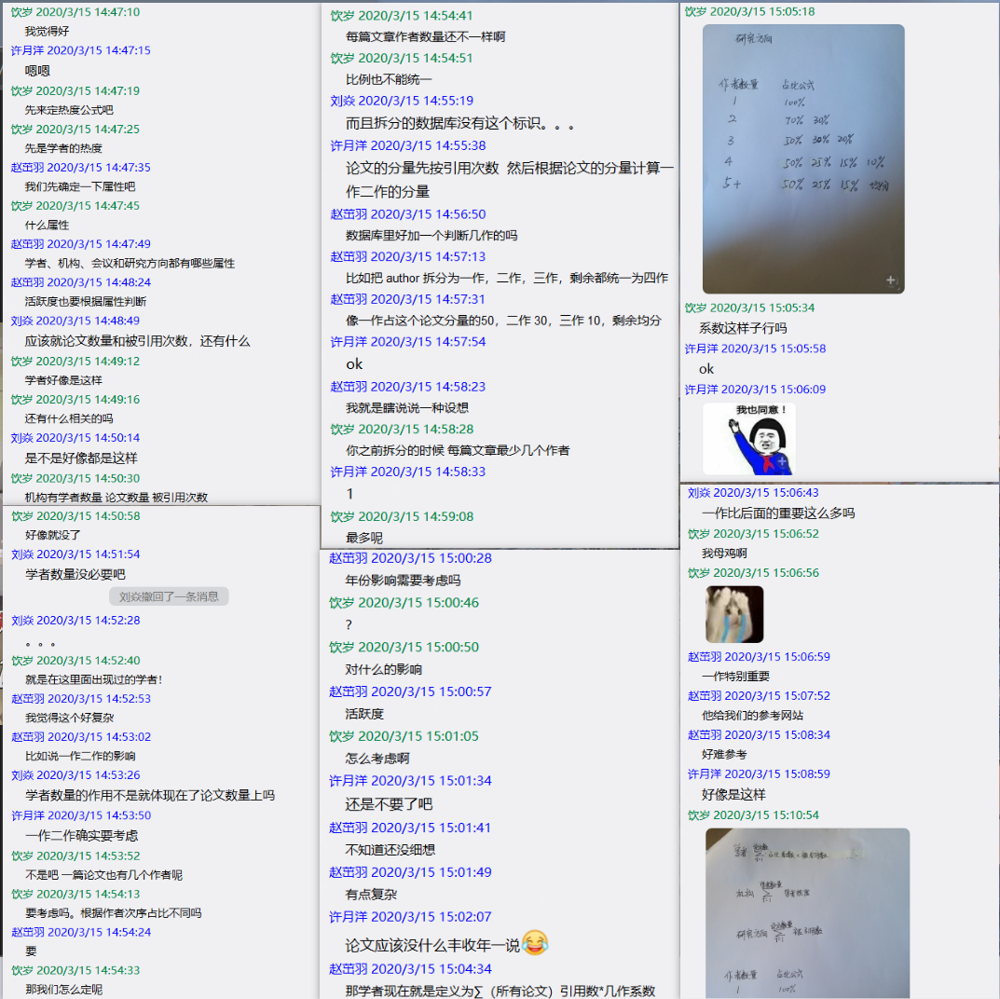 饮岁 2020/3/15 14:47:10
我觉得好
许月洋 2020/3/15 14:47:15
嗯嗯
饮岁 2020/3/15 14:47:19
先来定热度公式吧
饮岁 2020/3/15 14:47:25
先是学者的热度
赵茁羽 2020/3/15 14:47:35
我们先确定一下属性吧
饮岁 2020/3/15 14:47:45
什么属性
赵茁羽 2020/3/15 14:47:49
学者、机构、会议和研究方向都有哪些属性
赵茁羽 2020/3/15 14:48:24
活跃度也要根据属性判断
刘焱 2020/3/15 14:48:49
应该就论文数量和被引用次数，还有什么
饮岁 2020/3/15 14:49:12
学者好像是这样
饮岁 2020/3/15 14:49:16
还有什么相关的吗
刘焱 2020/3/15 14:50:14
是不是好像都是这样
饮岁 2020/3/15 14:50:30
机构有学者数量 论文数量 被引用次数
饮岁 2020/3/15 14:50:58
好像就没了
刘焱 2020/3/15 14:51:54
学者数量没必要吧
刘焱撤回了一条消息
刘焱 2020/3/15 14:52:28
。。。
饮岁 2020/3/15 14:52:40
就是在这里面出现过的学者！
赵茁羽 2020/3/15 14:52:53
我觉得这个好复杂
赵茁羽 2020/3/15 14:53:02
比如说一作二作的影响
刘焱 2020/3/15 14:53:26
学者数量的作用不是就体现在了论文数量上吗
许月洋 2020/3/15 14:53:50
一作二作确实要考虑
饮岁 2020/3/15 14:53:52
不是吧 一篇论文也有几个作者呢
饮岁 2020/3/15 14:54:13
要考虑吗。根据作者次序占比不同吗
赵茁羽 2020/3/15 14:54:24
要
饮岁 2020/3/15 14:54:33
那我们怎么定呢
饮岁 2020/3/15 14:54:41
每篇文章作者数量还不一样啊
饮岁 2020/3/15 14:54:51
比例也不能统一
刘焱 2020/3/15 14:55:19
而且拆分的数据库没有这个标识。。。
许月洋 2020/3/15 14:55:38
论文的分量先按引用次数 然后根据论文的分量计算一
作二作的分量
赵茁羽 2020/3/15 14:56:50
数据库里好加一个判断几作的吗
赵茁羽 2020/3/15 14:57:13
比如把 author 拆分为一作，二作，三作，剩余都统一为四作
赵茁羽 2020/3/15 14:57:31
像一作占这个论文分量的50，二作 30，三作 10，剩余均分
许月洋 2020/3/15 14:57:54
ok
赵茁羽 2020/3/15 14:58:23
我就是瞎说说一种设想
饮岁 2020/3/15 14:58:28
你之前拆分的时候 每篇文章最少几个作者
许月洋 2020/3/15 14:58:33
1
饮岁 2020/3/15 14:59:08
最多呢
赵茁羽 2020/3/15 15:00:28
年份影响需要考虑吗
饮岁 2020/3/15 15:00:46
?
饮岁 2020/3/15 15:00:50
对什么的影响
赵茁羽 2020/3/15 15:00:57
活跃度
饮岁 2020/3/15 15:01:05
怎么考虑啊
许月洋 2020/3/15 15:01:34
还是不要了吧
赵茁羽 2020/3/15 15:01:41
不知道还没细想
赵茁羽 2020/3/15 15:01:49
有点复杂
许月洋 2020/3/15 15:02:07
论文应该没什么丰收年一说
赵茁羽 2020/3/15 15:04:34
那学者现在就是定义为∑（所有论文）引用数*几作系数
饮岁 2020/3/15 15:05:18
研究方向
作者数量 占比公式
1 100%
2 70% 30%
3 50% 30% 20%
4 50% 25% 15% 10%
5+ 50% 25% 15% 均分
饮岁 2020/3/15 15:05:34
系数这样子行吗
许月洋 2020/3/15 15:05:58
ok
许月洋 2020/3/15 15:06:09
我也同意！
刘焱 2020/3/15 15:06:43
一作比后面的重要这么多吗
饮岁 2020/3/15 15:06:52
我母鸡啊
饮岁 2020/3/15 15:06:56
赵茁羽 2020/3/15 15:06:59
一作特别重要
赵茁羽 2020/3/15 15:07:52
他给我们的参考网站
赵茁羽 2020/3/15 15:08:34
好难参考
许月洋 2020/3/15 15:08:59
好像是这样
饮岁 2020/3/15 15:10:54
学者 论文数 ∑ i=1
机构 学者数量 ∑ i=1 学者热度
研究方向 论文数量 ∑ i=1 被引用数
作者数量 占比公式
1 100%